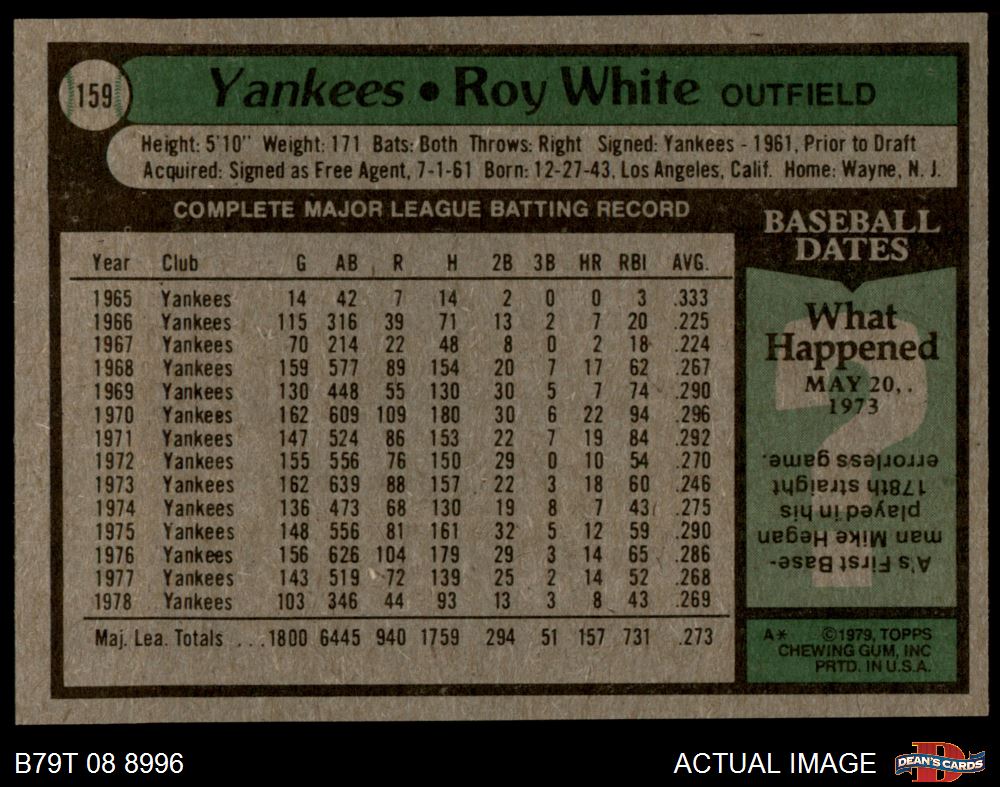 159
Yankees • Roy White OUTFIELD
Height: 5'10" Weight: 171 Bats: Both Throws: Right Signed: Yankees - 1961, Prior to Draft
Acquired: Signed as Free Agent, 7-1-61 Born: 12-27-43, Los Angeles, Calif. Home: Wayne, N. J.
COMPLETE MAJOR LEAGUE BATTING RECORD
Year Club G AB R H 2B 3B HR RBI AVG.
1965 Yankees 14 42 7 14 2 0 0 3 .333
1966 Yankees 115 316 39 71 13 2 7 20 .225
1967 Yankees 70 214 22 48 8 0 2 18 .224
1968 Yankees 159 577 89 154 20 7 17 62 .267
1969 Yankees 130 448 55 130 30 5 7 74 .290
1970 Yankees 162 609 109 180 30 6 22 94 .296
1971 Yankees 147 524 86 153 22 7 19 84 .292
1972 Yankees 155 556 76 150 29 0 10 54 .270
1973 Yankees 162 639 88 157 22 3 18 60 .246
1974 Yankees 136 473 68 130 19 8 7 43 .275
1975 Yankees 148 556 81 161 32 5 12 59 .290
1976 Yankees 156 626 104 179 29 3 14 65 .286
1977 Yankees 143 519 72 139 25 2 14 52 .268
1978 Yankees 103 346 44 93 13 3 8 43 .269
Maj. Lea. Totals ...1800 6445 940 1759 294 51 157 731 .273
BASEBALL
DATES
What
Happened
MAY 20,
1973
?
A's First Base-
man Mike Hegan
played in his
178th straight
errorless game.
A* ©1979, TOPPS
CHEWING GUM, INC
PRTD. IN U.S.A.
B79T 08 8996
ACTUAL IMAGE
D
DEAN'S CARDS